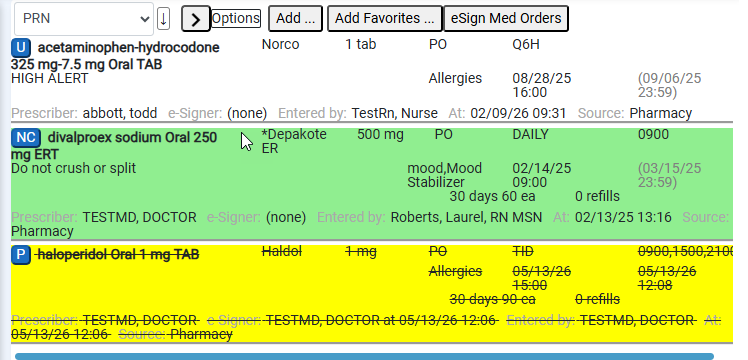 PRN ↓ > Options Add ... Add Favorites ... eSign Med Orders
U acetaminophen-hydrocodone Norco 1 tab PO Q6H
325 mg-7.5 mg Oral TAB
HIGH ALERT Allergies 08/28/25 (09/06/25
16:00 23:59)
Prescriber: abbott, todd e-Signer: (none) Entered by: TestRn, Nurse At: 02/09/26 09:31 Source: Pharmacy
NC divalproex sodium Oral 250 *Depakote 500 mg PO DAILY 0900
mg ERT ER
Do not crush or split mood,Mood 02/14/25 (03/15/25
Stabilizer 09:00 23:59)
30 days 60 ea 0 refills
Prescriber: TESTMD, DOCTOR e-Signer: (none) Entered by: Roberts, Laurel, RN MSN At: 02/13/25 13:16 Source:
Pharmacy
P haloperidol Oral 1 mg TAB Haldol 1 mg PO TID 0900,1500,2100
Allergies 05/13/26 05/13/26
15:00 12:08
30 days 90 ea 0 refills
Prescriber: TESTMD, DOCTOR e-Signer: TESTMD, DOCTOR at 05/13/26 12:06 Entered by: TESTMD, DOCTOR At:
05/13/26 12:06 Source: Pharmacy